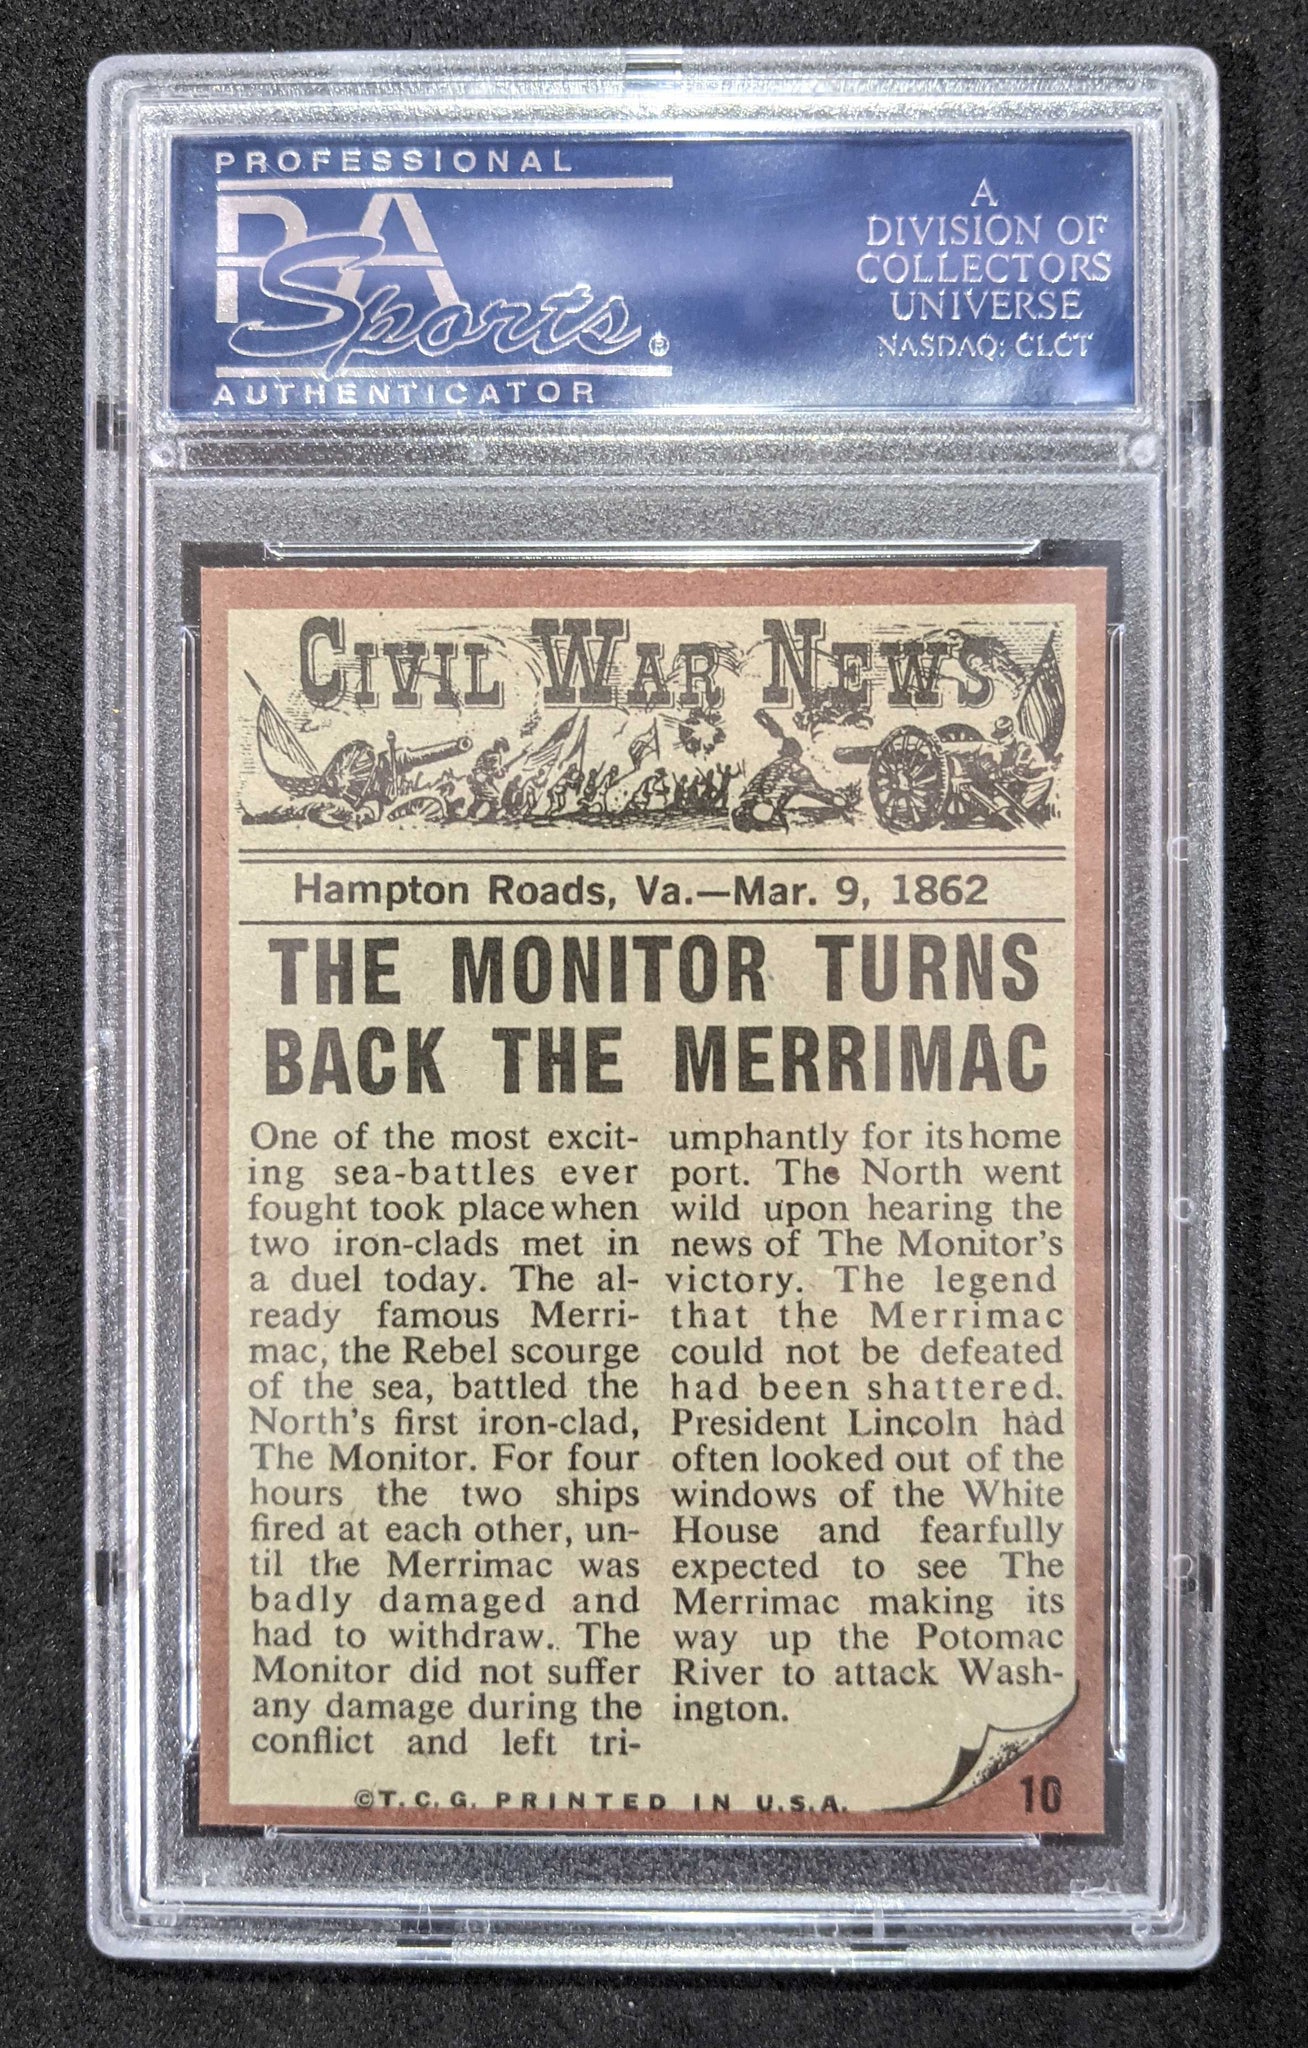 PROFESSIONAL
PSA
Sports®
AUTHENTICATOR
A
DIVISION OF
COLLECTORS
UNIVERSE
NASDAQ: CLCT
CIVIL WAR NEWS
Hampton Roads, Va.—Mar. 9, 1862
THE MONITOR TURNS
BACK THE MERRIMAC
One of the most excit-
ing sea-battles ever
fought took place when
two iron-clads met in
a duel today. The al-
ready famous Merri-
mac, the Rebel scourge
of the sea, battled the
North's first iron-clad,
The Monitor. For four
hours the two ships
fired at each other, un-
til the Merrimac was
badly damaged and
had to withdraw. The
Monitor did not suffer
any damage during the
conflict and left tri-
umphantly for its home
port. The North went
wild upon hearing the
news of The Monitor's
victory. The legend
that the Merrimac
could not be defeated
had been shattered.
President Lincoln had
often looked out of the
windows of the White
House and fearfully
expected to see The
Merrimac making its
way up the Potomac
River to attack Wash-
ington.
©T. C. G. PRINTED IN U.S.A.
10